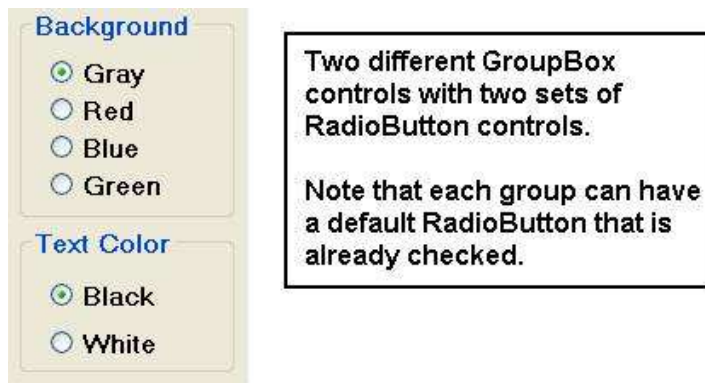 Background
Gray
Red
Blue
Green
Text Color
Black
White
Two different GroupBox
controls with two sets of
RadioButton controls.
Note that each group can have
a default RadioButton that is
already checked.